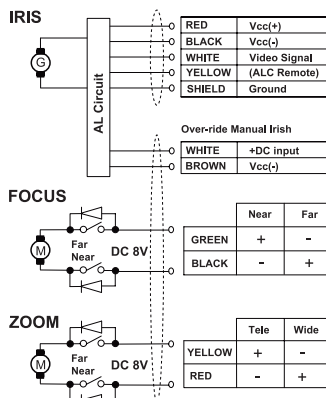 IRIS
G
AL Circuit
RED Vcc(+)
BLACK Vcc(-)
WHITE Video Signal
YELLOW (ALC Remote)
SHIELD Ground
Over-ride Manual Irish
WHITE +DC input
BROWN Vcc(-)
FOCUS
M
Far
Near
DC 8V
Near Far
GREEN + -
BLACK - +
ZOOM
M
Far
Near
DC 8V
Tele Wide
YELLOW + -
RED - +